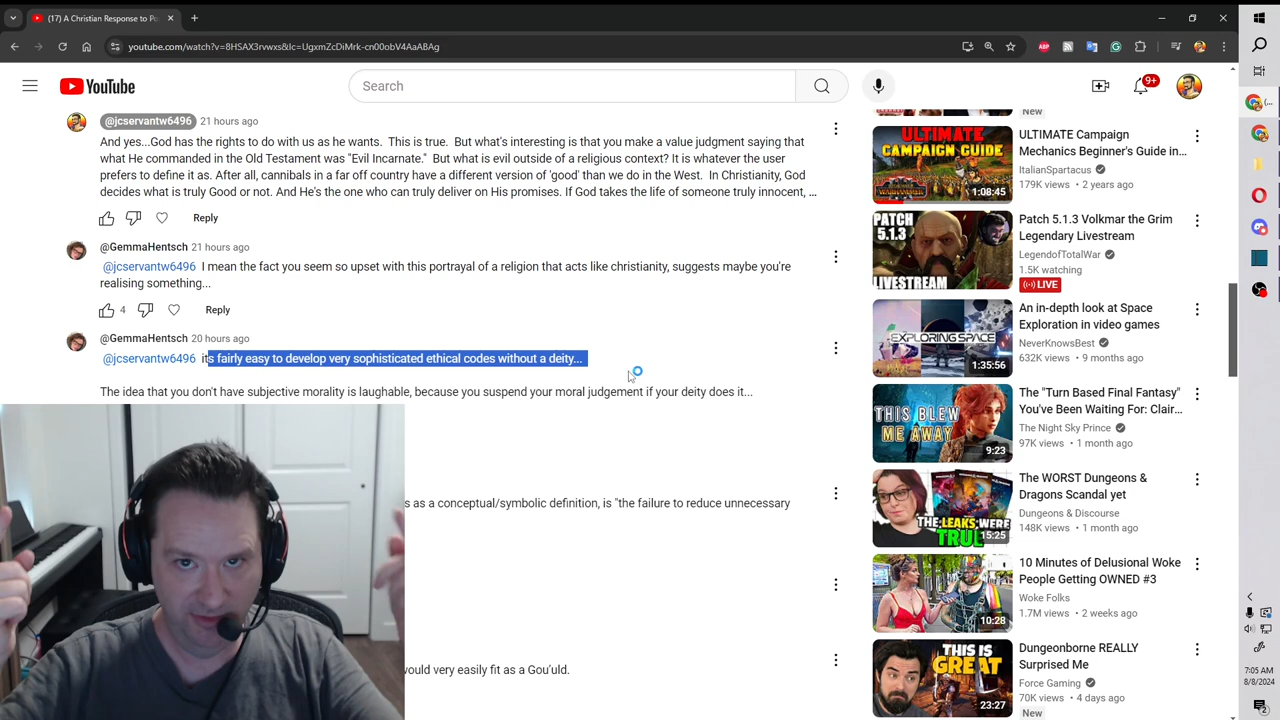 (17) A Christian Response to Po
youtube.com/watch?v=8HSAX3rvwxs&lc=UgxmZcDiMrk-cn00obV4AaABAg
ABP
YouTube
Search
9+
@jcservantw6496 21 hours ago
And yes...God has the rights to do with us as he wants. This is true. But what's interesting is that you make a value judgment saying that
what He commanded in the Old Testament was "Evil Incarnate." But what is evil outside of a religious context? It is whatever the user
prefers to define it as. After all, cannibals in a far off country have a different version of 'good' than we do in the West. In Christianity, God
decides what is truly Good or not. And He's the one who can truly deliver on His promises. If God takes the life of someone truly innocent, ...
Reply
@GemmaHentsch 21 hours ago
@jcservantw6496 I mean the fact you seem so upset with this portrayal of a religion that acts like christianity, suggests maybe you're
realising something...
4 Reply
@GemmaHentsch 20 hours ago
@jcservantw6496 its fairly easy to develop very sophisticated ethical codes without a deity...
The idea that you don't have subjective morality is laughable, because you suspend your moral judgement if your deity does it...
s as a conceptual/symbolic definition, is "the failure to reduce unnecessary
would very easily fit as a Gou'uld.
New
ULTIMATE
CAMPAIGN GUIDE
1:08:45
ULTIMATE Campaign
Mechanics Beginner's Guide in...
ItalianSpartacus
179K views • 2 years ago
PATCH
5.1.3
LIVESTREAM
Patch 5.1.3 Volkmar the Grim
Legendary Livestream
LegendofTotalWar
1.5K watching
LIVE
EXPLORING SPACE
1:35:56
An in-depth look at Space
Exploration in video games
NeverKnowsBest
632K views • 9 months ago
THIS BLEW
ME AWAY
9:23
The "Turn Based Final Fantasy"
You've Been Waiting For: Clair...
The Night Sky Prince
97K views • 1 month ago
THE LEAKS WERE
TRUE
15:25
The WORST Dungeons &
Dragons Scandal yet
Dungeons & Discourse
148K views • 1 month ago
10:28
10 Minutes of Delusional Woke
People Getting OWNED #3
Woke Folks
1.7M views • 2 weeks ago
THIS IS
GREAT
23:27
Dungeonborne REALLY
Surprised Me
Force Gaming
70K views • 4 days ago
New
7:05 AM
8/8/2024
2